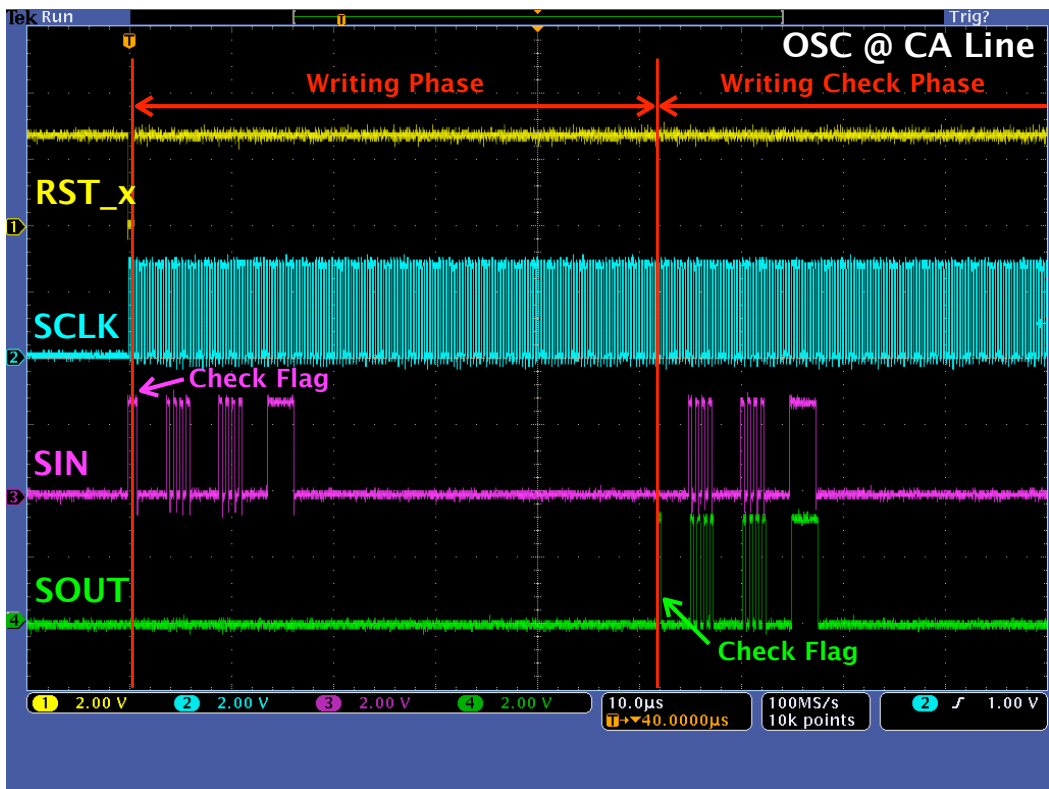 Tek Run Trig?
T
T
OSC @ CA Line
Writing Phase
Writing Check Phase
RST_x
1
SCLK
2
Check Flag
SIN
3
SOUT
4
Check Flag
1 2.00 V 2 2.00 V 3 2.00 V 4 2.00 V
10.0µs
T→▼40.0000µs
100MS/s
10k points
2 1.00 V